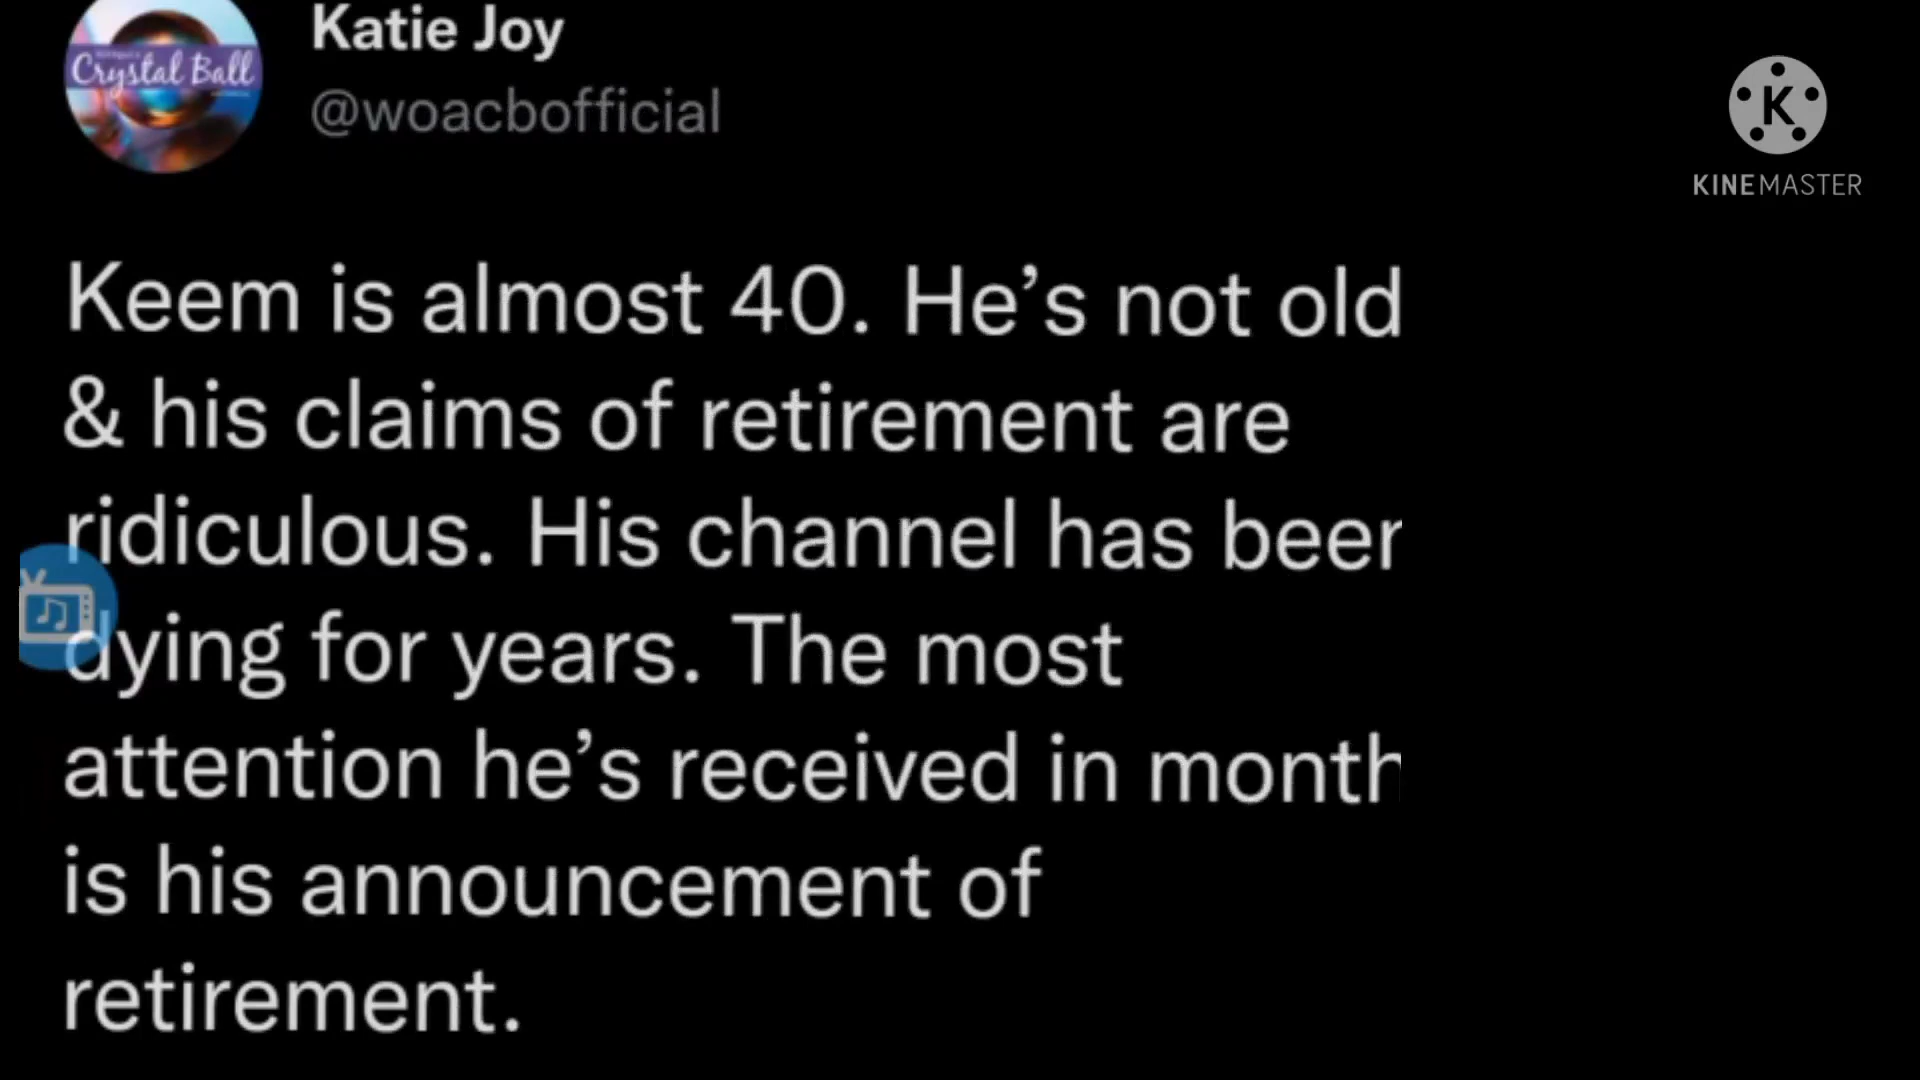 Katie Joy
Crystal Ball
@woacbofficial
KINEMASTER
Keem is almost 40. He’s not old
& his claims of retirement are
ridiculous. His channel has beer
dying for years. The most
attention he’s received in month
is his announcement of
retirement.